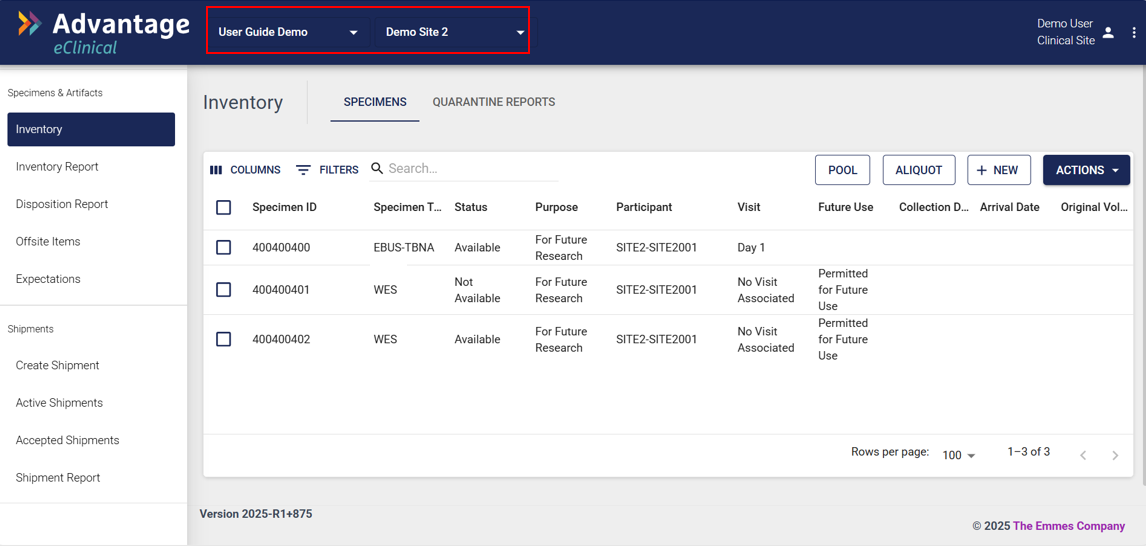 Advantage
eClinical
User Guide Demo
Demo Site 2
Demo User
Clinical Site
Specimens & Artifacts
Inventory
Inventory Report
Disposition Report
Offsite Items
Expectations
Shipments
Create Shipment
Active Shipments
Accepted Shipments
Shipment Report
Inventory
SPECIMENS
QUARANTINE REPORTS
COLUMNS
FILTERS
Search…
POOL
ALIQUOT
+ NEW
ACTIONS
Specimen ID Specimen T... Status Purpose Participant Visit Future Use Collection D... Arrival Date Original Vol...
400400400 EBUS-TBNA Available For Future SITE2-SITE2001 Day 1
Research
400400401 WES Not For Future SITE2-SITE2001 No Visit Permitted
Available Research Associated for Future
Use
400400402 WES Available For Future SITE2-SITE2001 No Visit Permitted
Research Associated for Future
Use
Rows per page: 100 1–3 of 3
Version 2025-R1+875
© 2025 The Emmes Company